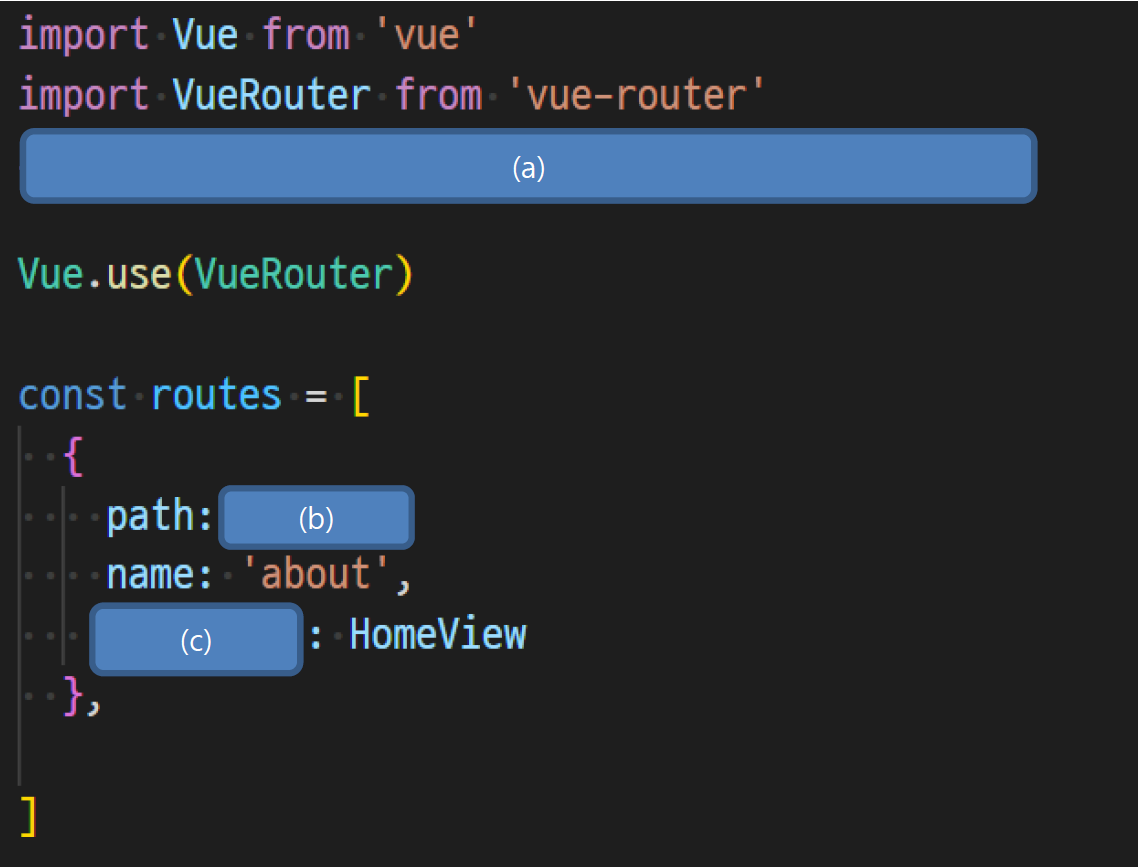 import Vue from 'vue'
import VueRouter from 'vue-router'
(a)
Vue.use(VueRouter)
const routes = [
{
path: (b)
name: 'about',
(c) : HomeView
},
]